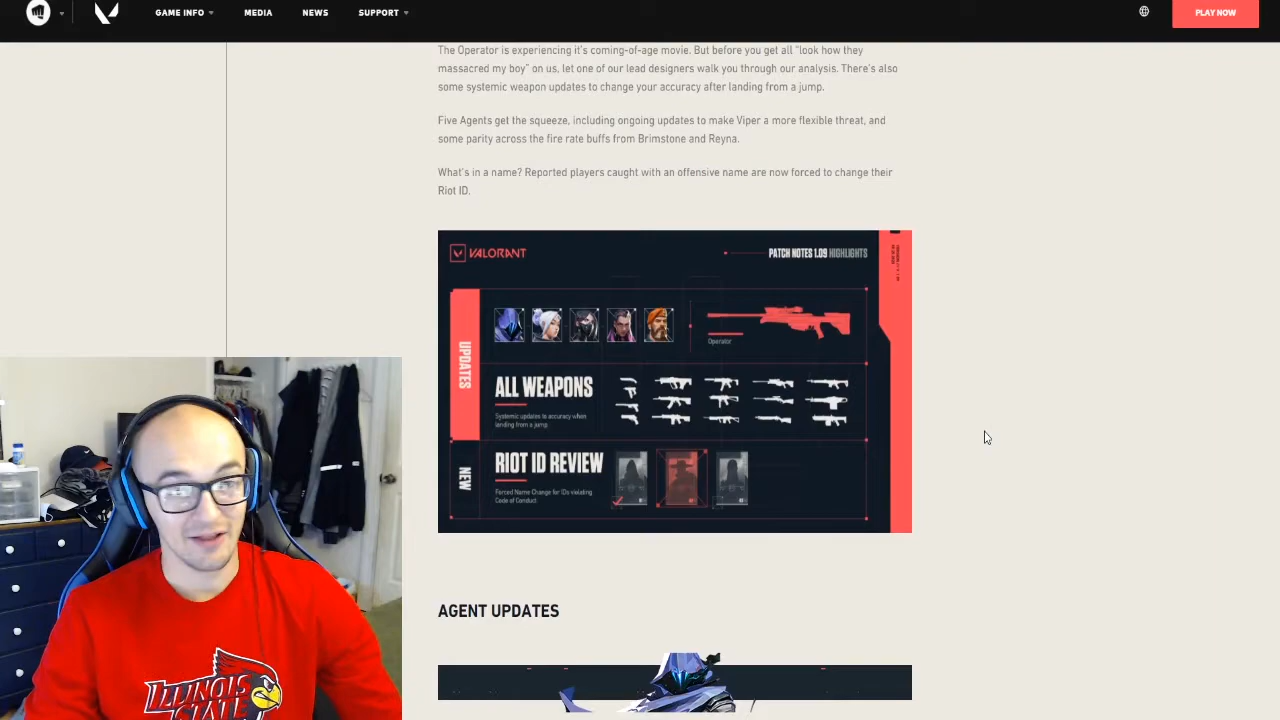 GAME INFO MEDIA NEWS SUPPORT PLAY NOW
The Operator is experiencing it's coming-of-age movie. But before you get all "look how they
massacred my boy" on us, let one of our lead designers walk you through our analysis. There's also
some systemic weapon updates to change your accuracy after landing from a jump.
Five Agents get the squeeze, including ongoing updates to make Viper a more flexible threat, and
some parity across the fire rate buffs from Brimstone and Reyna.
What's in a name? Reported players caught with an offensive name are now forced to change their
Riot ID.
VALORANT PATCH NOTES 1.09 HIGHLIGHTS
UPDATES
Operator
ALL WEAPONS
Systemic updates to accuracy when
landing from a jump.
NEW
RIOT ID REVIEW
Forced Name Change for IDs violating
Code of Conduct
AGENT UPDATES
ILLINOIS
STATE